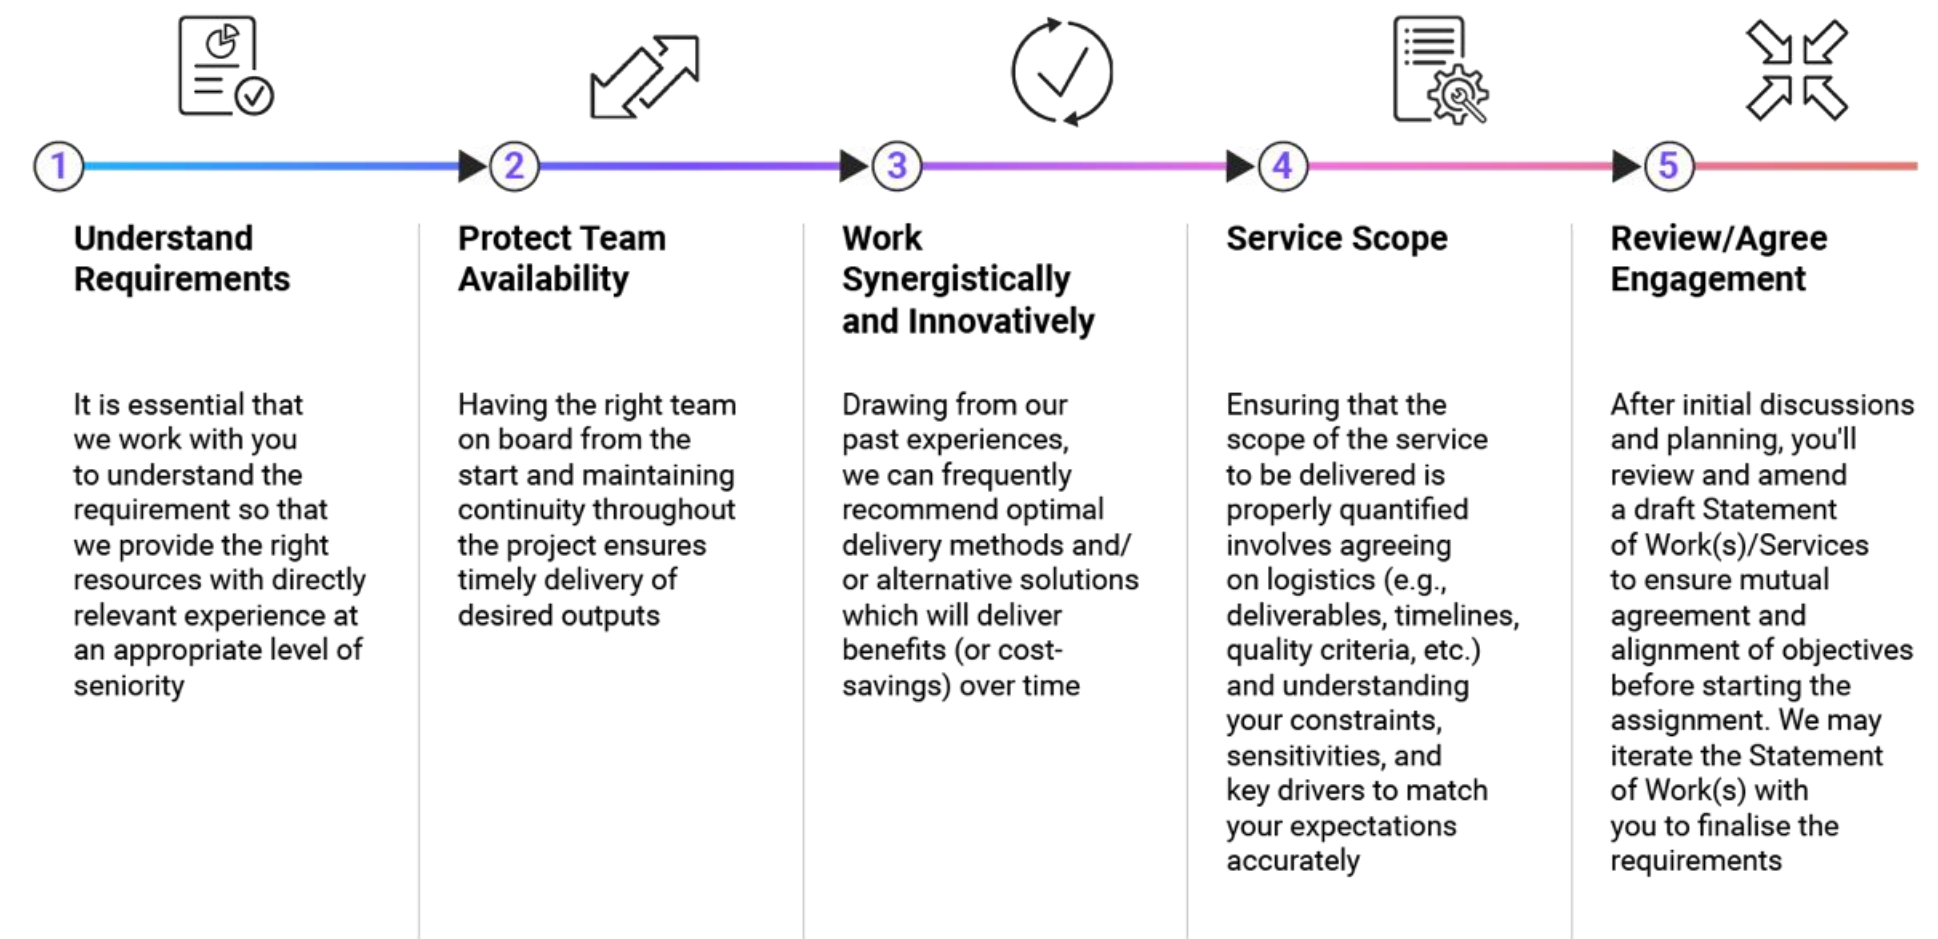 1
2
3
4
5
Understand
Requirements
It is essential that
we work with you
to understand the
requirement so that
we provide the right
resources with directly
relevant experience at
an appropriate level of
seniority
Protect Team
Availability
Having the right team
on board from the
start and maintaining
continuity throughout
the project ensures
timely delivery of
desired outputs
Work
Synergistically
and Innovatively
Drawing from our
past experiences,
we can frequently
recommend optimal
delivery methods and/
or alternative solutions
which will deliver
benefits (or cost-
savings) over time
Service Scope
Ensuring that the
scope of the service
to be delivered is
properly quantified
involves agreeing
on logistics (e.g.,
deliverables, timelines,
quality criteria, etc.)
and understanding
your constraints,
sensitivities, and
key drivers to match
your expectations
accurately
Review/Agree
Engagement
After initial discussions
and planning, you'll
review and amend
a draft Statement
of Work(s)/Services
to ensure mutual
agreement and
alignment of objectives
before starting the
assignment. We may
iterate the Statement
of Work(s) with
you to finalise the
requirements